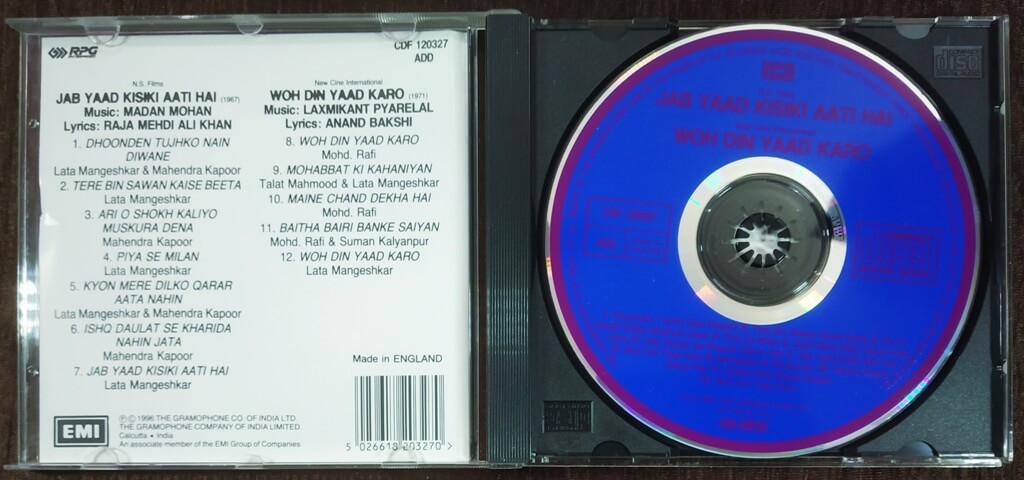 RPG
CDF 120327
ADD
N.S. Films
JAB YAAD KISIKI AATI HAI (1967)
Music: MADAN MOHAN
Lyrics: RAJA MEHDI ALI KHAN
1. DHOONDEN TUJHKO NAIN
DIWANE
Lata Mangeshkar & Mahendra Kapoor
2. TERE BIN SAWAN KAISE BEETA
Lata Mangeshkar
3. ARI O SHOKH KALIYO
MUSKURA DENA
Mahendra Kapoor
4. PIYA SE MILAN
Lata Mangeshkar
5. KYON MERE DILKO QARAR
AATA NAHIN
Lata Mangeshkar & Mahendra Kapoor
6. ISHQ DAULAT SE KHARIDA
NAHIN JATA
Mahendra Kapoor
7. JAB YAAD KISIKI AATI HAI
Lata Mangeshkar
New Cine International
WOH DIN YAAD KARO (1971)
Music: LAXMIKANT PYARELAL
Lyrics: ANAND BAKSHI
8. WOH DIN YAAD KARO
Mohd. Rafi
9. MOHABBAT KI KAHANIYAN
Talat Mahmood & Lata Mangeshkar
10. MAINE CHAND DEKHA HAI
Mohd. Rafi
11. BAITHA BAIRI BANKE SAIYAN
Mohd. Rafi & Suman Kalyanpur
12. WOH DIN YAAD KARO
Lata Mangeshkar
Made in ENGLAND
EMI
℗ © 1996 THE GRAMOPHONE CO. OF INDIA LTD.
THE GRAMOPHONE COMPANY OF INDIA LIMITED
Calcutta • India
An associate member of the EMI Group of Companies
5 026618 203270 >
EMI
JAB YAAD KISIKI AATI HAI
WOH DIN YAAD KARO
COMPACT
disc